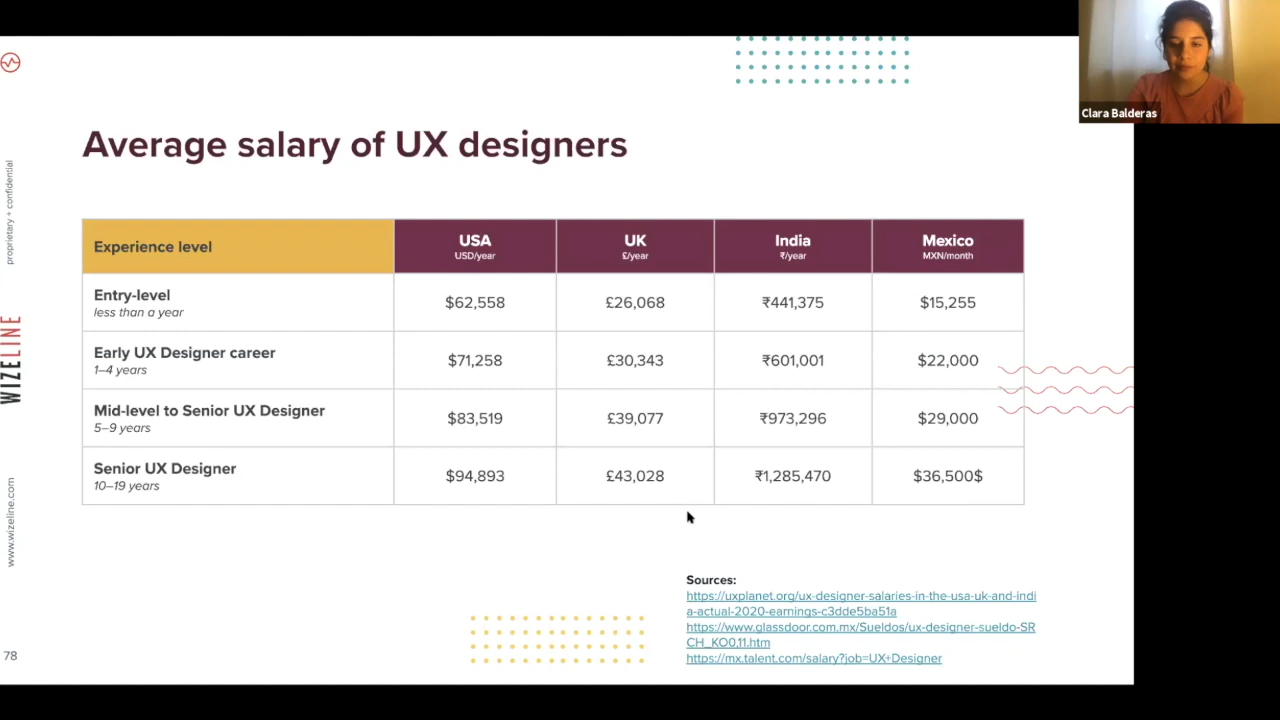 Clara Balderas
Average salary of UX designers
Experience level
USA
USD/year
UK
£/year
India
₹/year
Mexico
MXN/month
Entry-level
less than a year
$62,558
£26,068
₹441,375
$15,255
Early UX Designer career
1–4 years
$71,258
£30,343
₹601,001
$22,000
Mid-level to Senior UX Designer
5–9 years
$83,519
£39,077
₹973,296
$29,000
Senior UX Designer
10–19 years
$94,893
£43,028
₹1,285,470
$36,500$
Sources:
https://uxplanet.org/ux-designer-salaries-in-the-usa-uk-and-indi
a-actual-2020-earnings-c3dde5ba51a
https://www.glassdoor.com.mx/Sueldos/ux-designer-sueldo-SR
CH_KO0,11.htm
https://mx.talent.com/salary?job=UX+Designer
proprietary + confidential
WIZELINE
www.wizeline.com
78